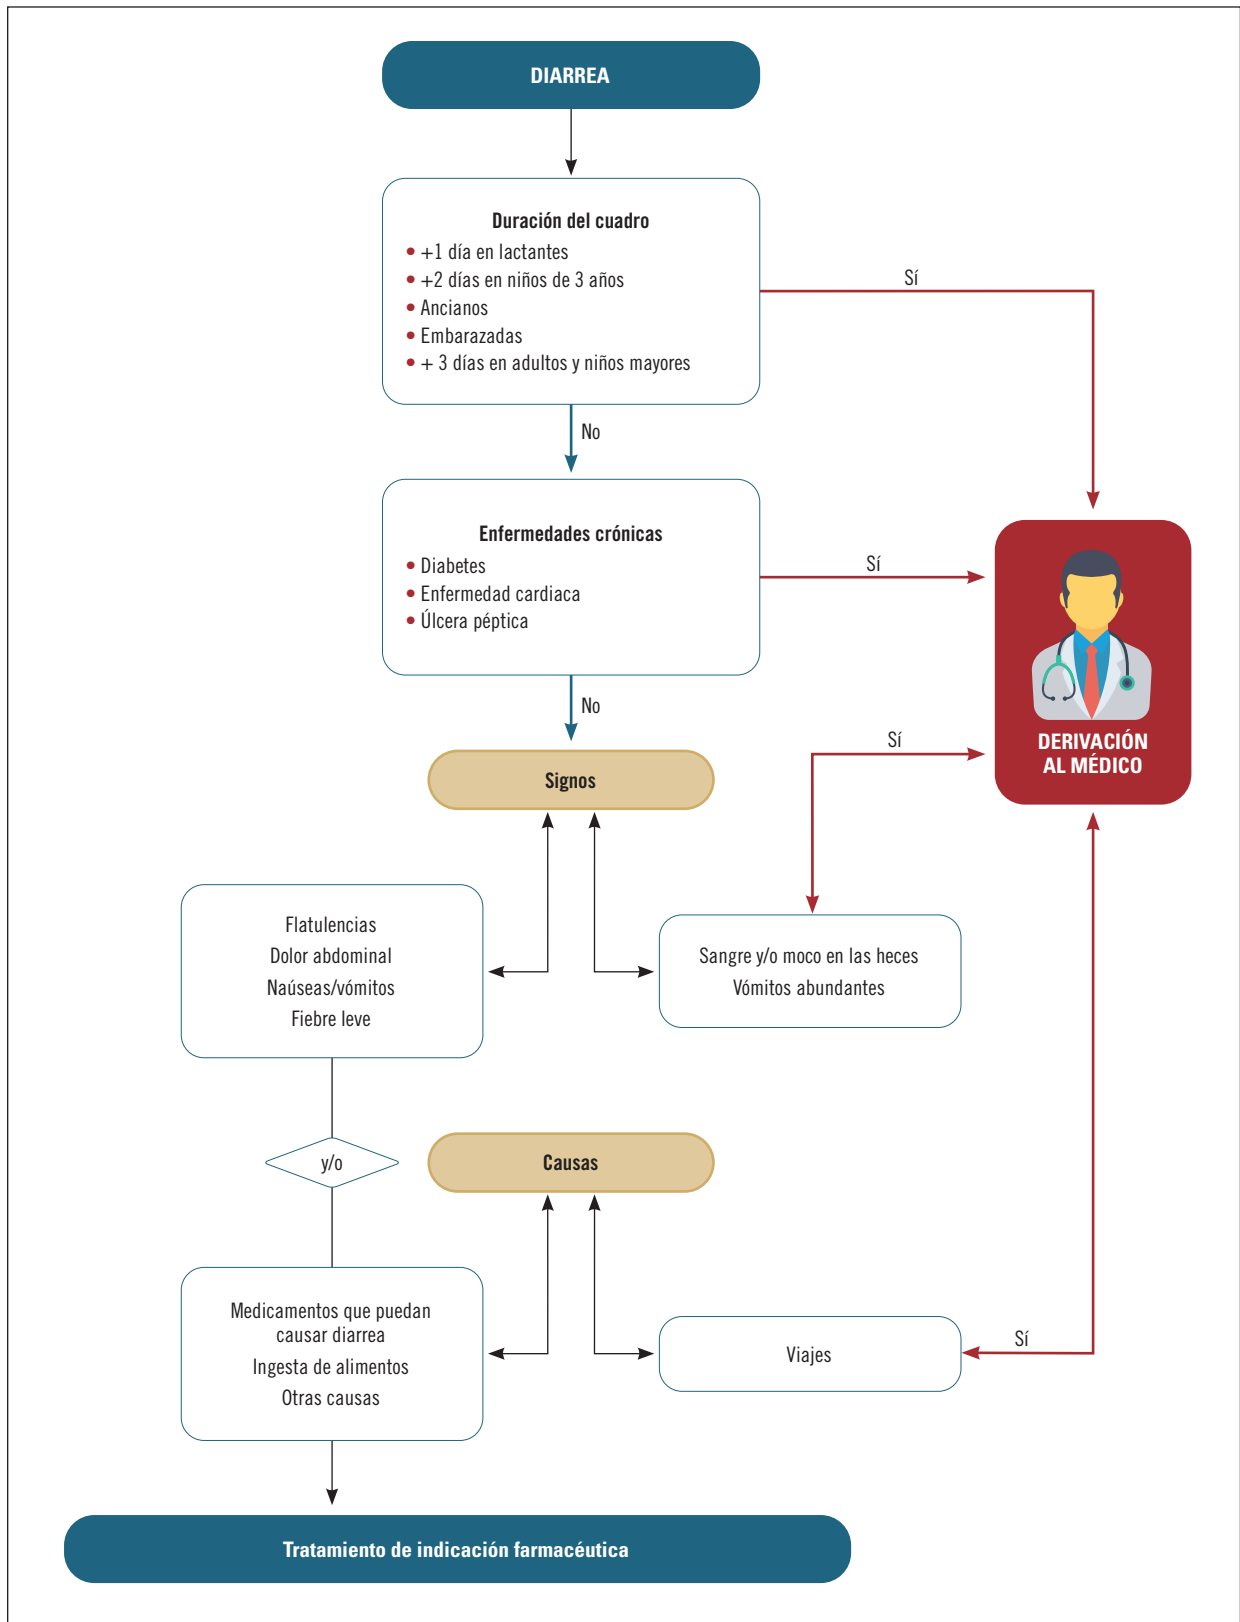 DIARREA
Duración del cuadro
• +1 día en lactantes
• +2 días en niños de 3 años
• Ancianos
• Embarazadas
• + 3 días en adultos y niños mayores
Sí
No
Enfermedades crónicas
• Diabetes
• Enfermedad cardiaca
• Úlcera péptica
Sí
No
DERIVACIÓN
AL MÉDICO
Sí
Signos
Flatulencias
Dolor abdominal
Naúseas/vómitos
Fiebre leve
Sangre y/o moco en las heces
Vómitos abundantes
y/o
Causas
Medicamentos que puedan
causar diarrea
Ingesta de alimentos
Otras causas
Viajes
Sí
Tratamiento de indicación farmacéutica